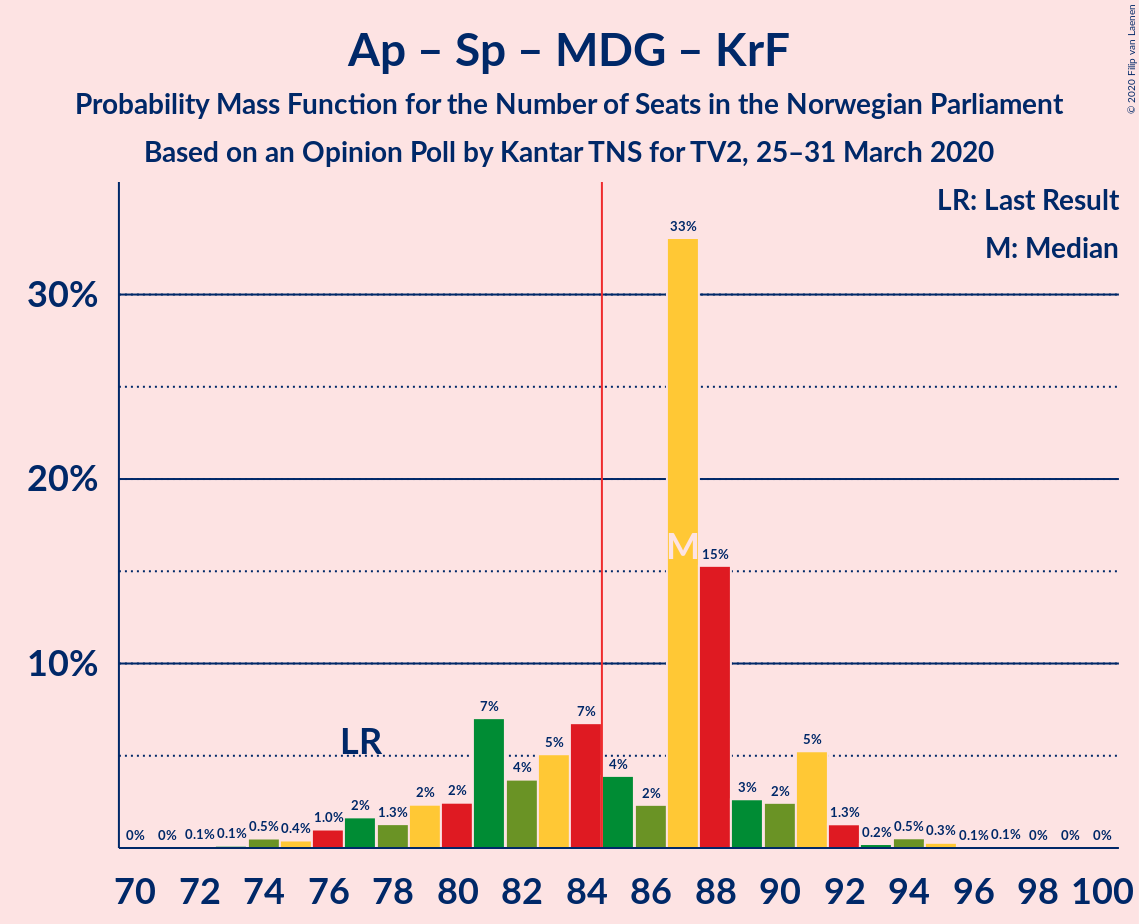 Ap – Sp – MDG – KrF
Probability Mass Function for the Number of Seats in the Norwegian Parliament
Based on an Opinion Poll by Kantar TNS for TV2, 25–31 March 2020
© 2020 Filip van Laenen
LR: Last Result
M: Median
30%
20%
10%
LR
M
0% 0% 0.1% 0.1% 0.5% 0.4% 1.0% 2% 1.3% 2% 2% 7% 4% 5% 7% 4% 2% 33% 15% 3% 2% 5% 1.3% 0.2% 0.5% 0.3% 0.1% 0.1% 0% 0% 0%
70 72 74 76 78 80 82 84 86 88 90 92 94 96 98 100